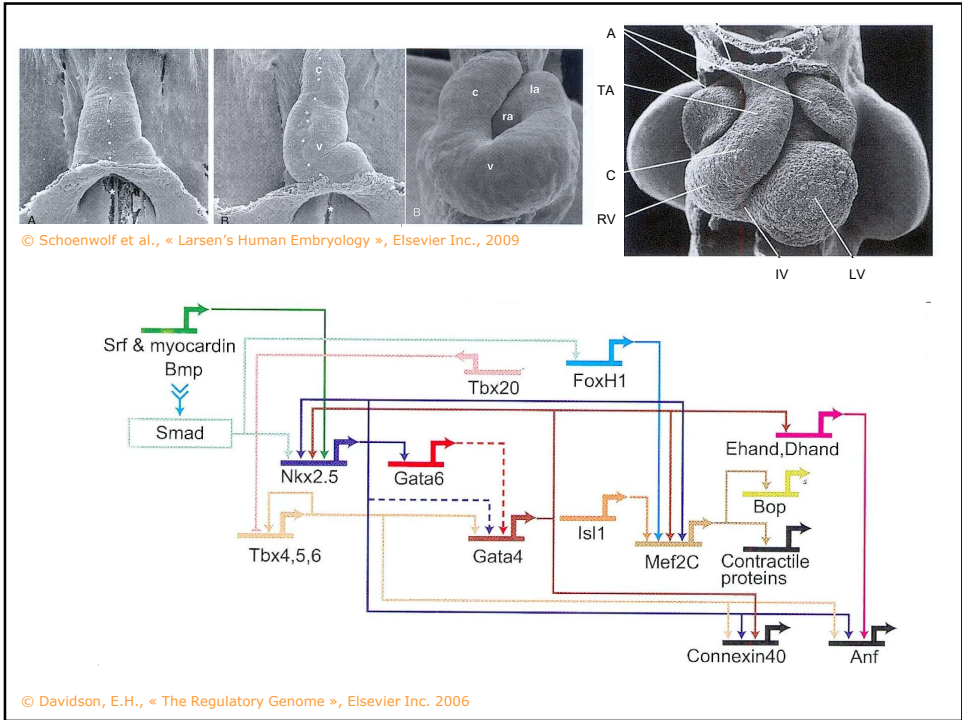 A
TA
C
RV
IV
LV
A
c
v
B
c
la
ra
v
B
© Schoenwolf et al., « Larsen's Human Embryology », Elsevier Inc., 2009
Srf & myocardin
Bmp
Smad
Tbx20
FoxH1
Nkx2.5
Gata6
Ehand,Dhand
Bop
Tbx4,5,6
Gata4
Isl1
Mef2C
Contractile
proteins
Connexin40
Anf
© Davidson, E.H., « The Regulatory Genome », Elsevier Inc. 2006